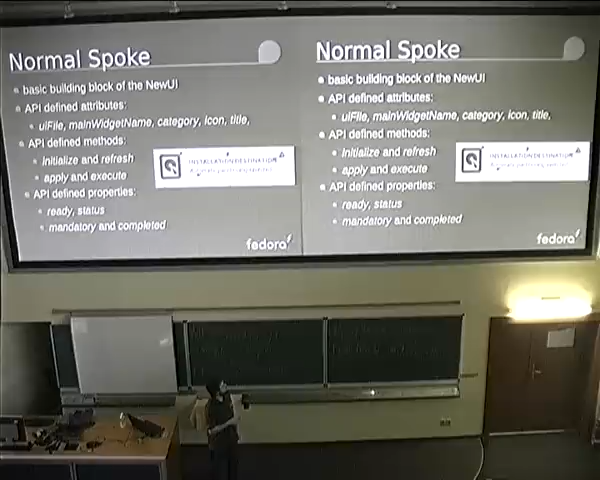 Normal Spoke
basic building block of the NewUI
API defined attributes:
uiFile, mainWidgetName, category, icon, title,
API defined methods:
initialize and refresh
apply and execute
API defined properties:
ready, status
mandatory and completed
INSTALLATION DESTINATION
fedora
Normal Spoke
basic building block of the NewUI
API defined attributes:
uiFile, mainWidgetName, category, icon, title,
API defined methods:
initialize and refresh
apply and execute
API defined properties:
ready, status
mandatory and completed
INSTALLATION DESTINATION
fedora